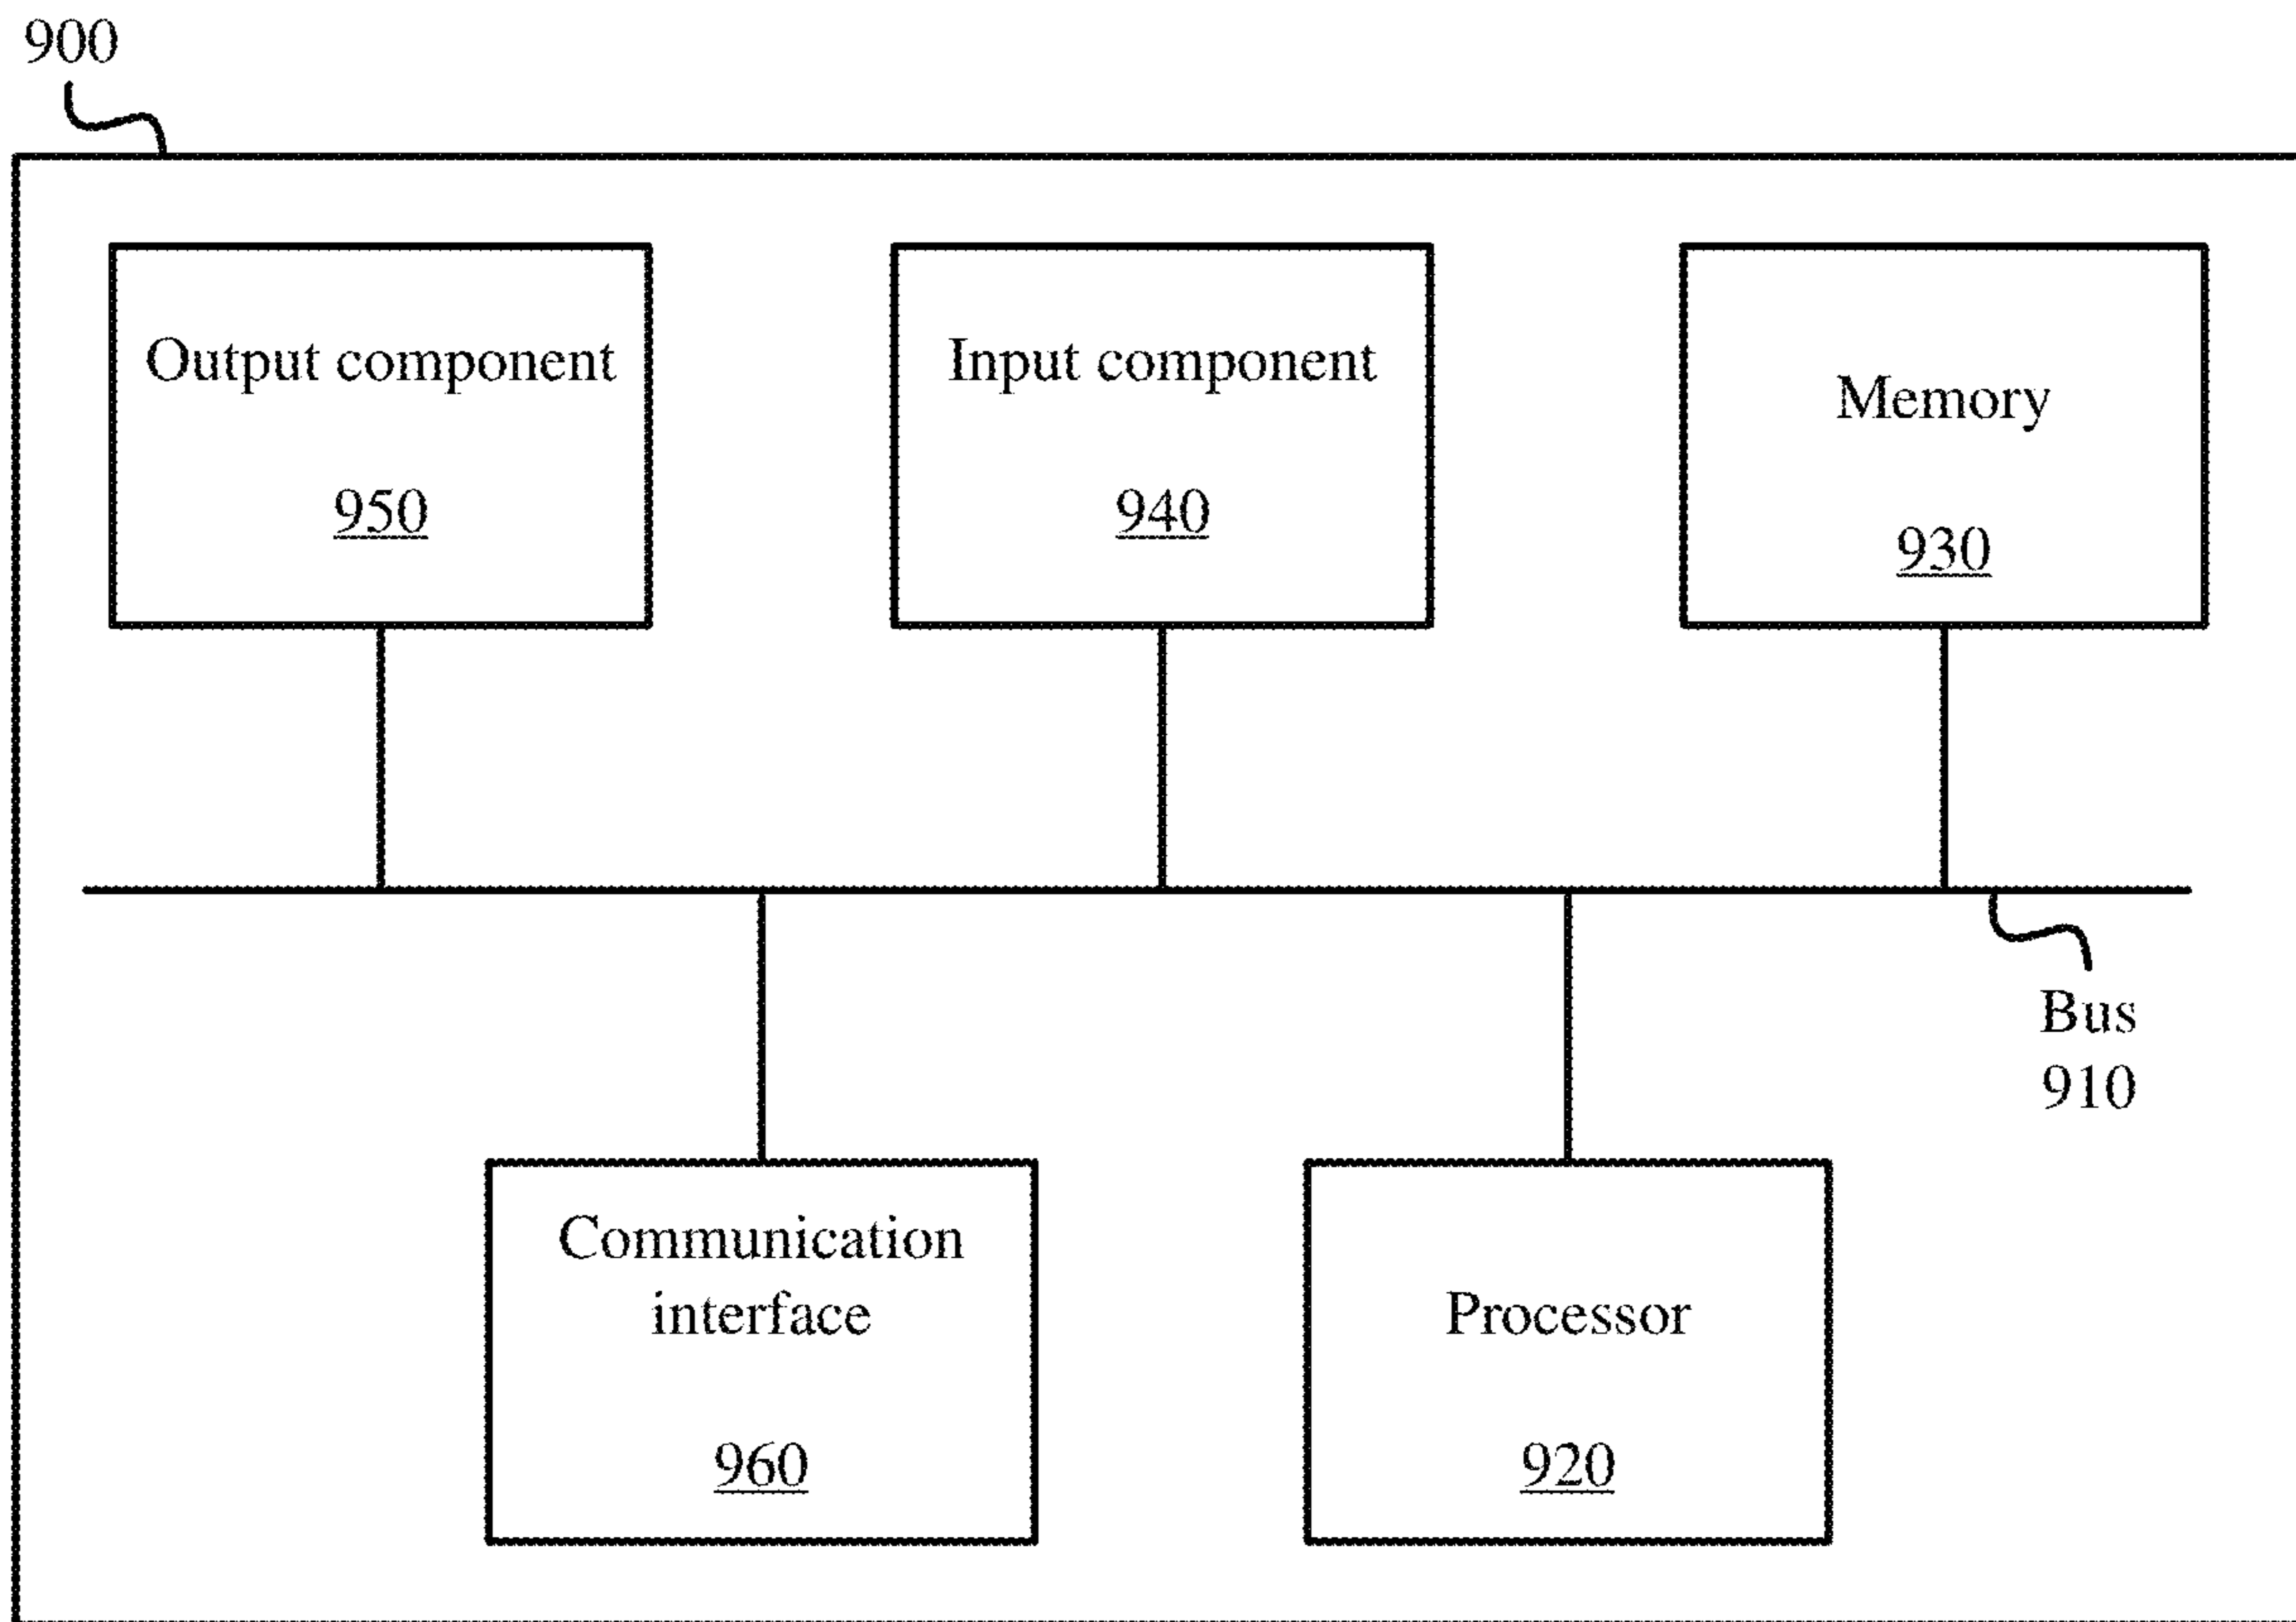 900
Output component
950
Input component
940
Memory
930
Bus
910
Communication
interface
960
Processor
920